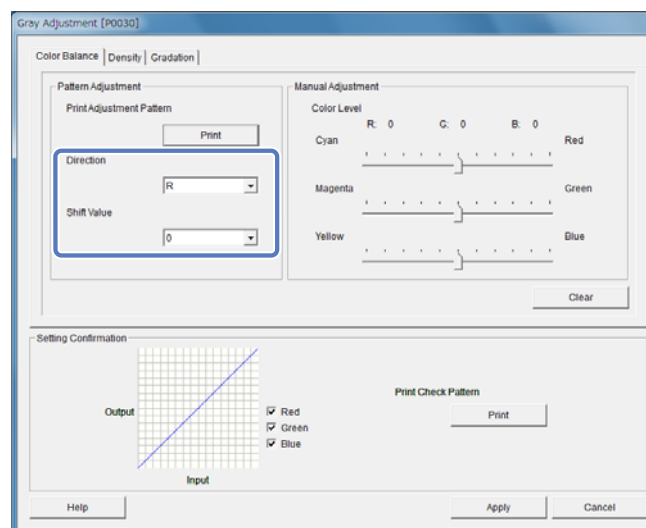 Gray Adjustment [P0030]
Color Balance Density Gradation
Pattern Adjustment
Print Adjustment Pattern
Print
Direction
R
Shift Value
0
Manual Adjustment
Color Level
R: 0 G: 0 B: 0
Cyan Red
Magenta Green
Yellow Blue
Clear
Setting Confirmation
Output
Input
Red
Green
Blue
Print Check Pattern
Print
Help Apply Cancel